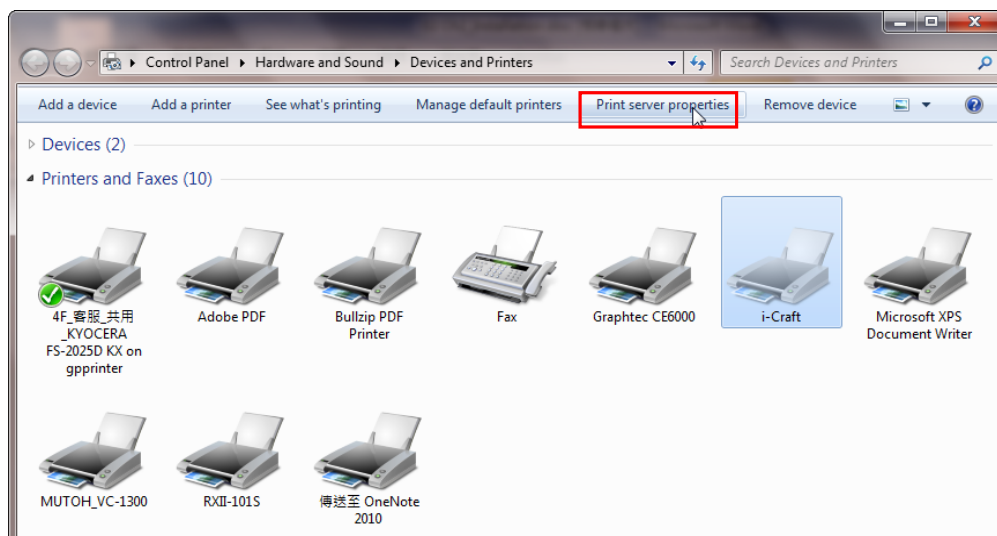 Control Panel Hardware and Sound Devices and Printers Search Devices and Printers
Add a device Add a printer See what's printing Manage default printers Print server properties Remove device
Devices (2)
Printers and Faxes (10)
4F_客服_共用
_KYOCERA
FS-2025D KX on
gpprinter
Adobe PDF
Bullzip PDF
Printer
Fax
Graphtec CE6000
i-Craft
Microsoft XPS
Document Writer
MUTOH_VC-1300
RXII-101S
傳送至 OneNote
2010